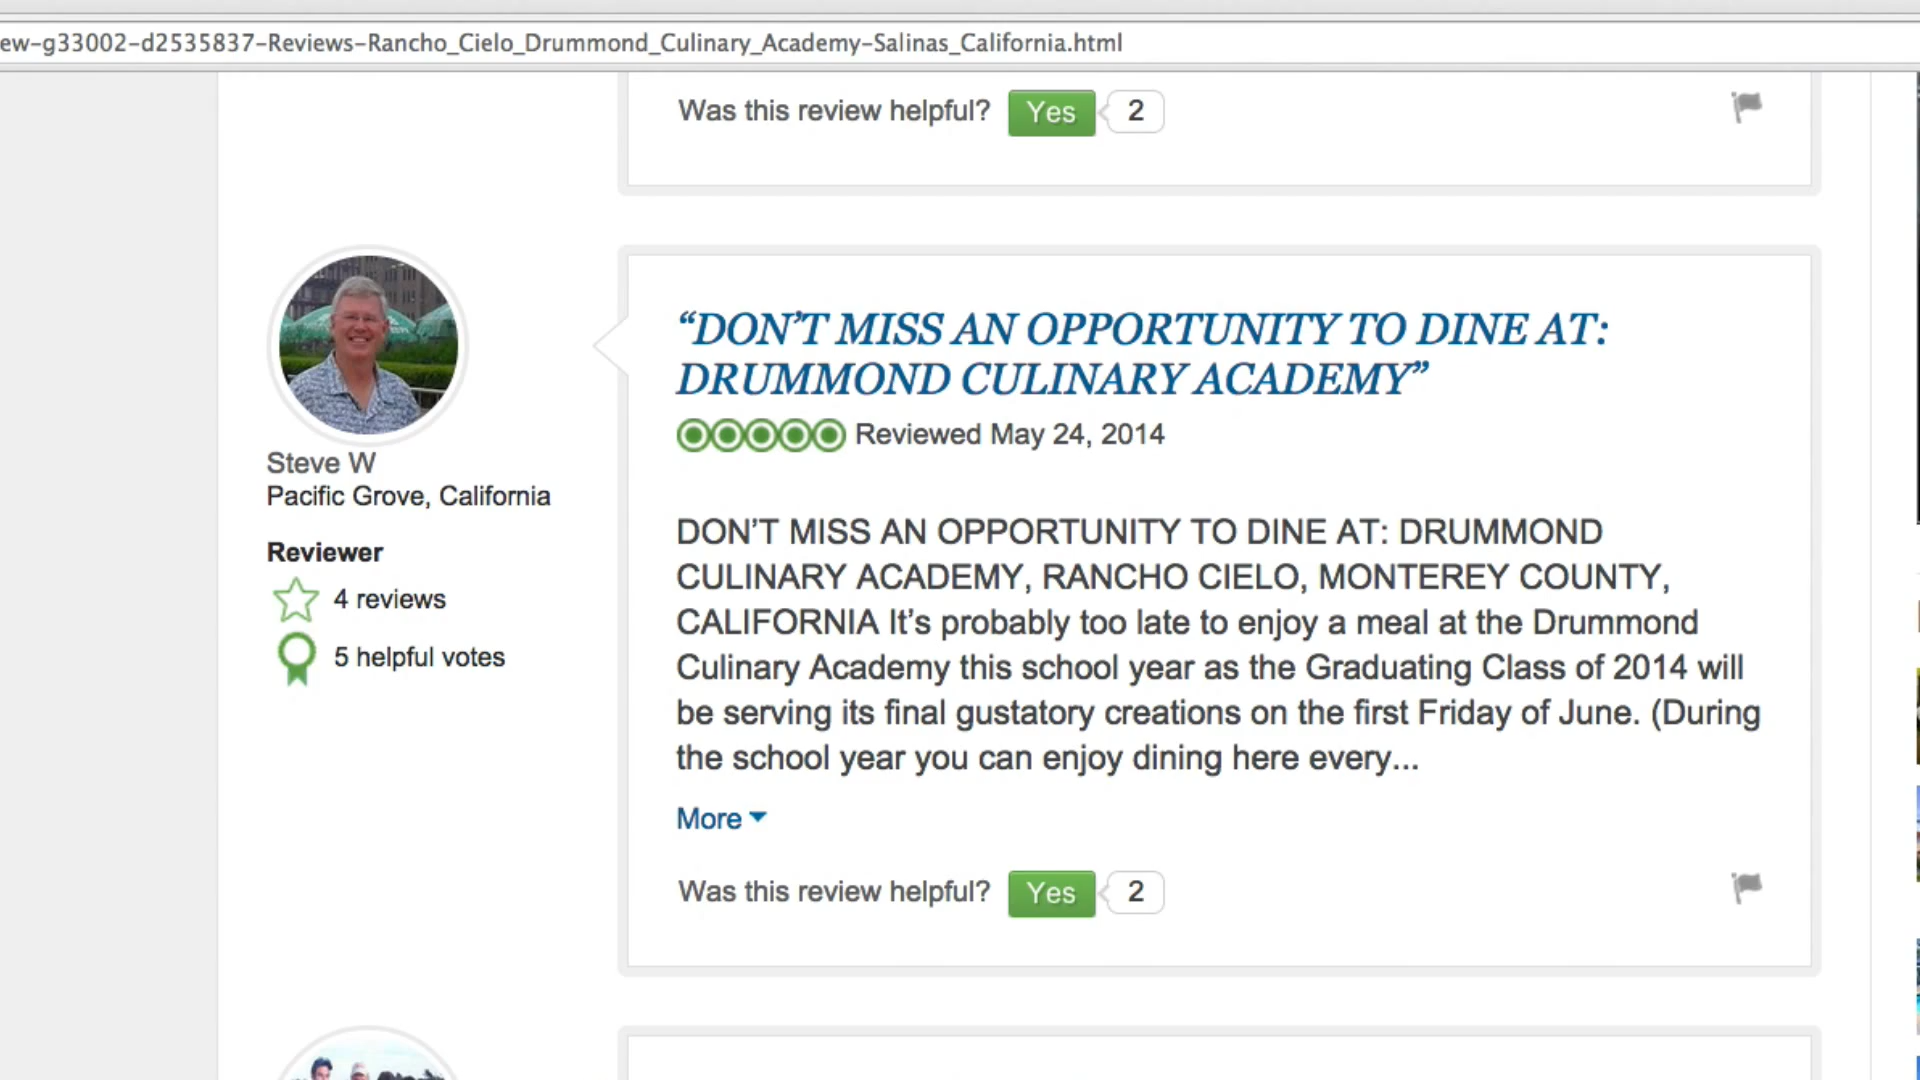 ew-g33002-d2535837-Reviews-Rancho_Cielo_Drummond_Culinary_Academy-Salinas_California.html
Was this review helpful? Yes 2
“DON’T MISS AN OPPORTUNITY TO DINE AT:
DRUMMOND CULINARY ACADEMY”
Reviewed May 24, 2014
Steve W
Pacific Grove, California
Reviewer
4 reviews
5 helpful votes
DON’T MISS AN OPPORTUNITY TO DINE AT: DRUMMOND
CULINARY ACADEMY, RANCHO CIELO, MONTEREY COUNTY,
CALIFORNIA It’s probably too late to enjoy a meal at the Drummond
Culinary Academy this school year as the Graduating Class of 2014 will
be serving its final gustatory creations on the first Friday of June. (During
the school year you can enjoy dining here every...
More
Was this review helpful? Yes 2